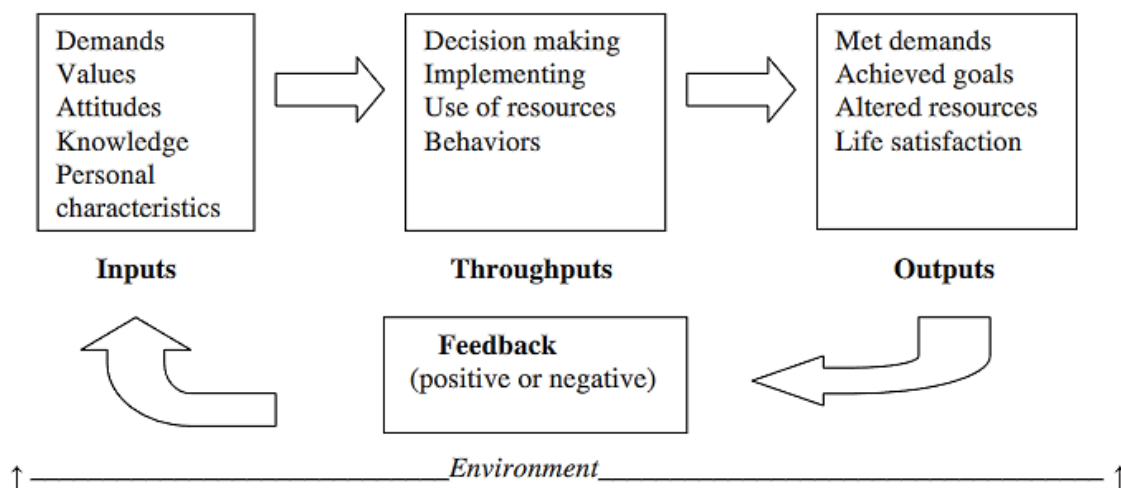 Demands
Values
Attitudes
Knowledge
Personal
characteristics
Decision making
Implementing
Use of resources
Behaviors
Met demands
Achieved goals
Altered resources
Life satisfaction
Inputs
Throughputs
Outputs
Feedback
(positive or negative)
Environment